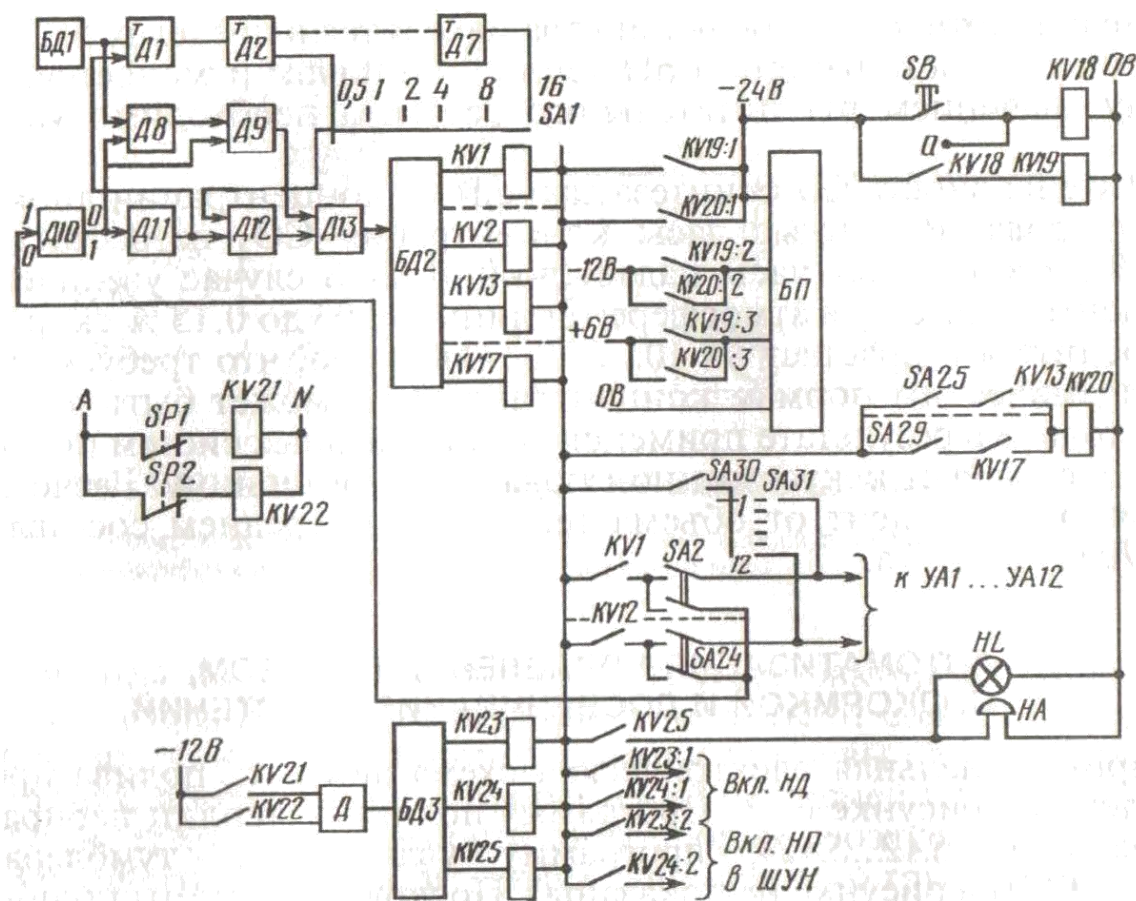 БД1
Т Д1
Т Д2
Т Д7
0,5 1 2 4 8 16
SA1
Д8
Д9
1
0
Д10
0
1
Д11
Д12
Д13
БД2
KV1
KV2
KV13
KV17
-24В
SB
KV18
0В
а
KV18
KV19
KV19:1
KV20:1
-12В
KV19:2
KV20:2
+6В
KV19:3
KV20:3
0В
БП
A
N
SP1
KV21
SP2
KV22
SA25
KV13
KV20
SA29
KV17
SA30
SA31
1
12
KV1
SA2
KV12
SA24
к УА1 ... УА12
HL
HA
-12В
KV21
KV22
Д
БД3
KV23
KV24
KV25
KV25
KV23:1
KV24:1
Вкл. НД
KV23:2
KV24:2
Вкл. НП
в ШУН